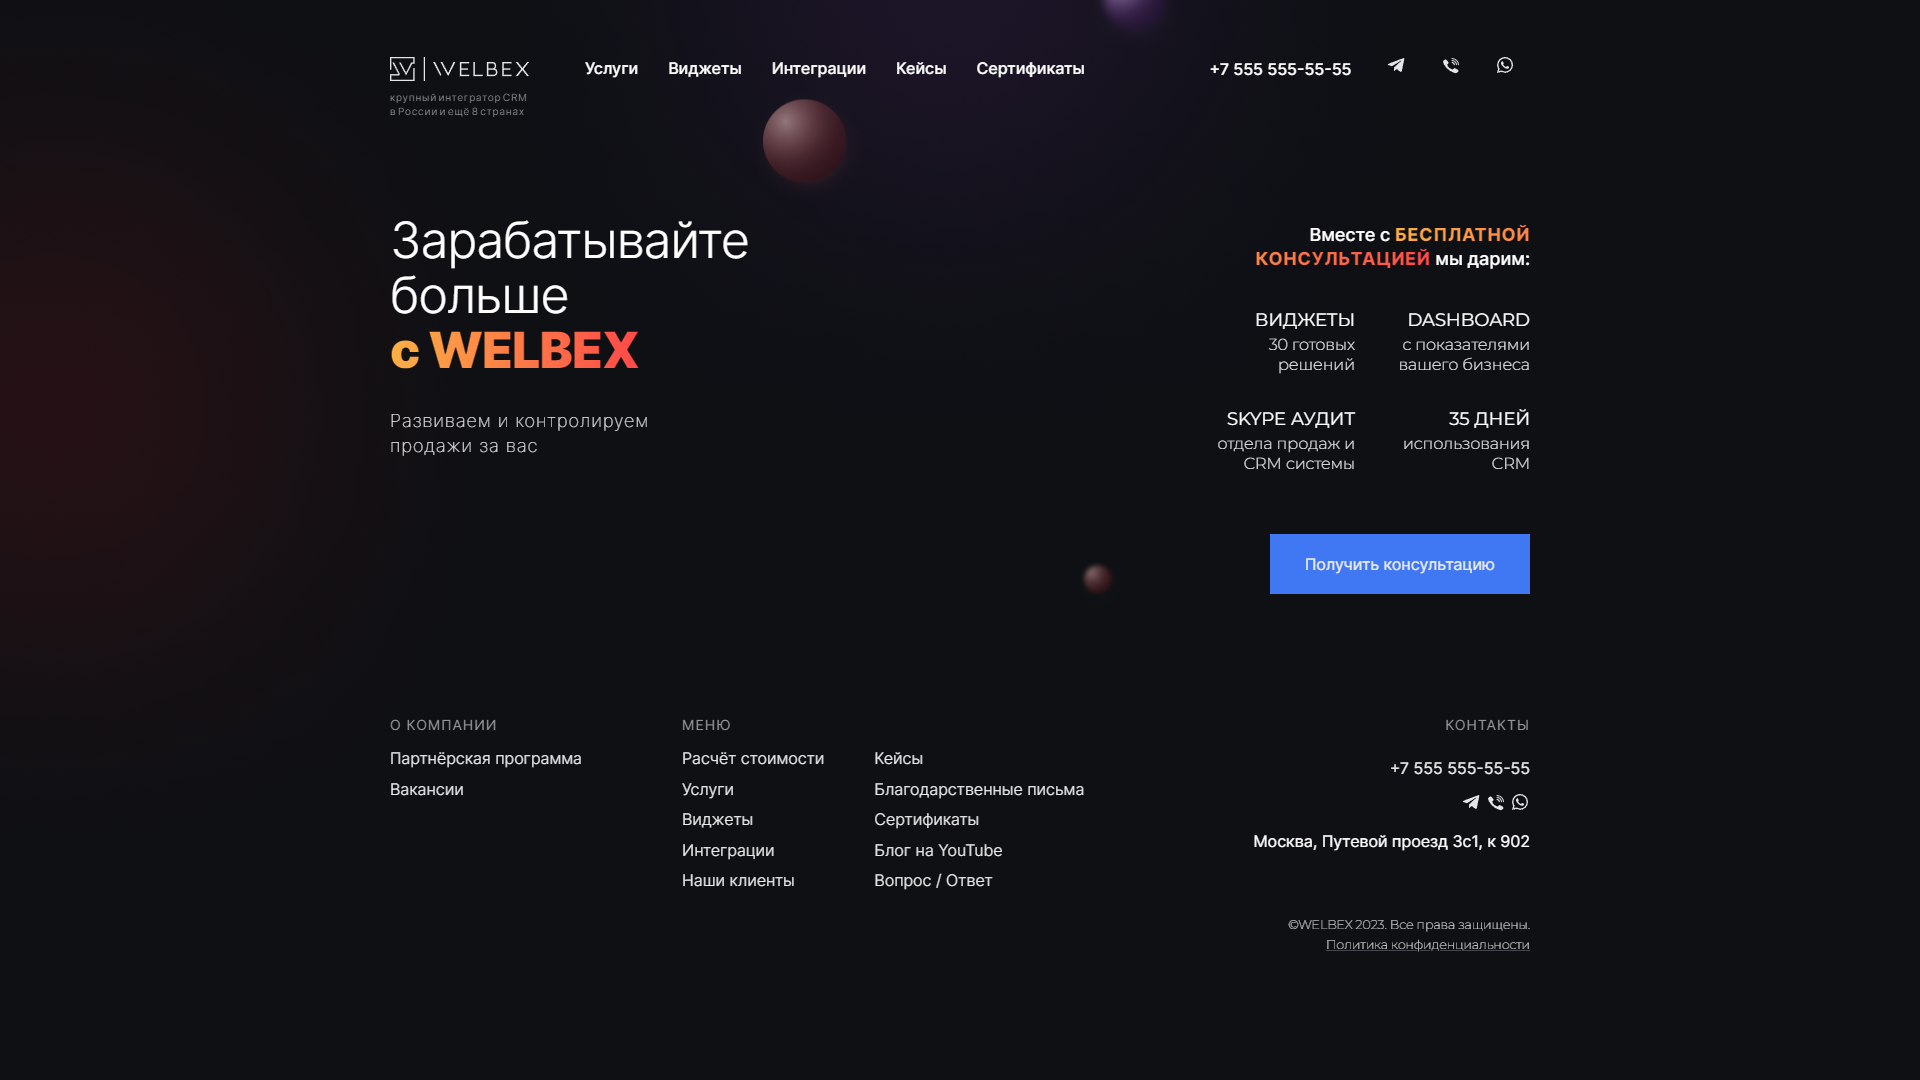 WELBEX
крупный интегратор CRM
в России и ещё 8 странах
Услуги Виджеты Интеграции Кейсы Сертификаты
+7 555 555-55-55
Зарабатывайте
больше
с WELBEX
Развиваем и контролируем
продажи за вас
Вместе с БЕСПЛАТНОЙ
КОНСУЛЬТАЦИЕЙ мы дарим:
ВИДЖЕТЫ
30 готовых
решений
DASHBOARD
с показателями
вашего бизнеса
SKYPE АУДИТ
отдела продаж и
CRM системы
35 ДНЕЙ
использования
CRM
Получить консультацию
О КОМПАНИИ
Партнёрская программа
Вакансии
МЕНЮ
Расчёт стоимости
Услуги
Виджеты
Интеграции
Наши клиенты
Кейсы
Благодарственные письма
Сертификаты
Блог на YouTube
Вопрос / Ответ
КОНТАКТЫ
+7 555 555-55-55
Москва, Путевой проезд 3с1, к 902
©WELBEX 2023. Все права защищены.
Политика конфиденциальности